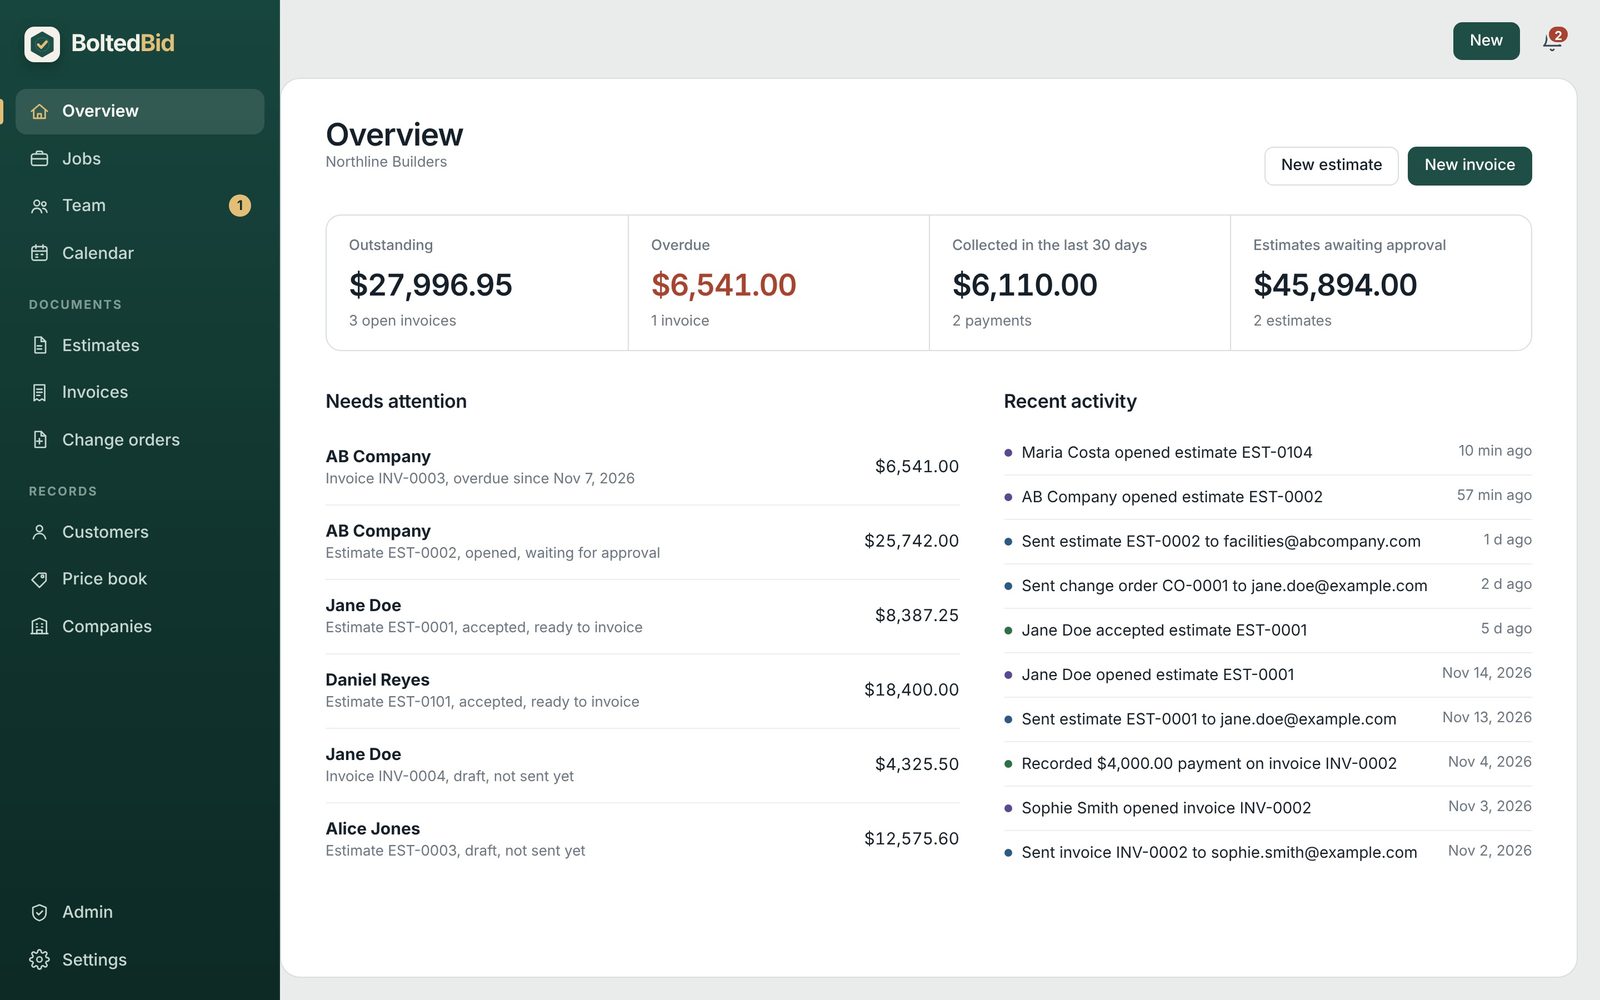 BoltedBid
Overview
Jobs
Team
1
Calendar
DOCUMENTS
Estimates
Invoices
Change orders
RECORDS
Customers
Price book
Companies
Admin
Settings
New
2
Overview
Northline Builders
New estimate
New invoice
Outstanding
$27,996.95
3 open invoices
Overdue
$6,541.00
1 invoice
Collected in the last 30 days
$6,110.00
2 payments
Estimates awaiting approval
$45,894.00
2 estimates
Needs attention
AB Company
Invoice INV-0003, overdue since Nov 7, 2026
$6,541.00
AB Company
Estimate EST-0002, opened, waiting for approval
$25,742.00
Jane Doe
Estimate EST-0001, accepted, ready to invoice
$8,387.25
Daniel Reyes
Estimate EST-0101, accepted, ready to invoice
$18,400.00
Jane Doe
Invoice INV-0004, draft, not sent yet
$4,325.50
Alice Jones
Estimate EST-0003, draft, not sent yet
$12,575.60
Recent activity
Maria Costa opened estimate EST-0104 10 min ago
AB Company opened estimate EST-0002 57 min ago
Sent estimate EST-0002 to facilities@abcompany.com 1 d ago
Sent change order CO-0001 to jane.doe@example.com 2 d ago
Jane Doe accepted estimate EST-0001 5 d ago
Jane Doe opened estimate EST-0001 Nov 14, 2026
Sent estimate EST-0001 to jane.doe@example.com Nov 13, 2026
Recorded $4,000.00 payment on invoice INV-0002 Nov 4, 2026
Sophie Smith opened invoice INV-0002 Nov 3, 2026
Sent invoice INV-0002 to sophie.smith@example.com Nov 2, 2026